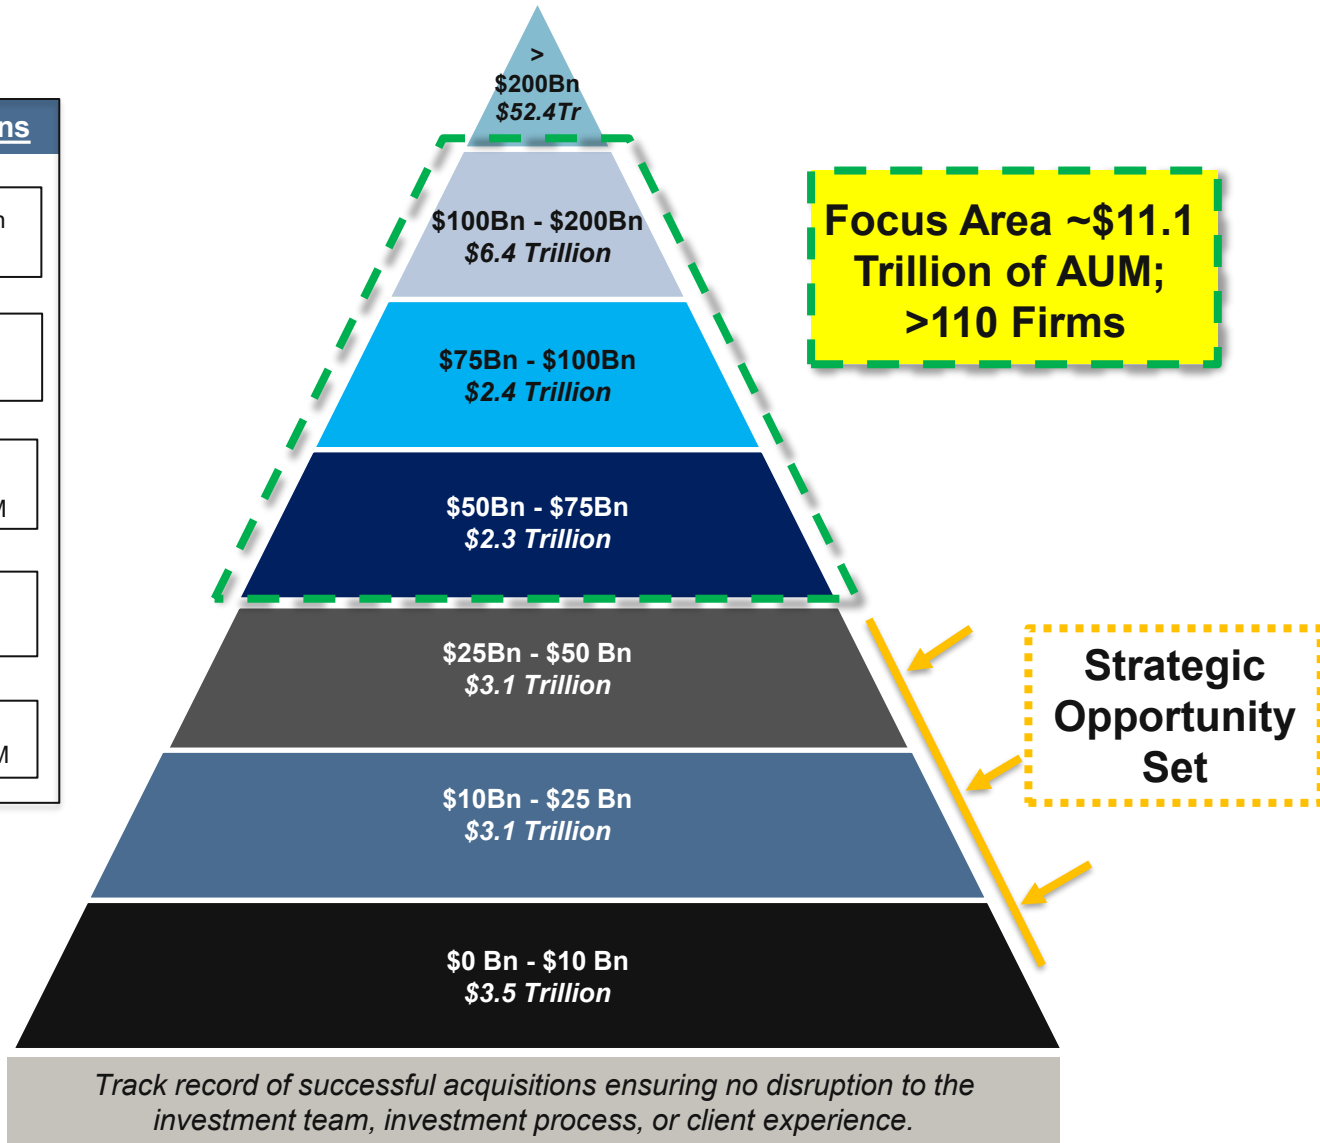 >
$200Bn
$52.4Tr
ns
n
$100Bn - $200Bn
$6.4 Trillion
Focus Area ~$11.1
Trillion of AUM;
>110 Firms
$75Bn - $100Bn
$2.4 Trillion
M
$50Bn - $75Bn
$2.3 Trillion
$25Bn - $50 Bn
$3.1 Trillion
Strategic
Opportunity
Set
M
$10Bn - $25 Bn
$3.1 Trillion
$0 Bn - $10 Bn
$3.5 Trillion
Track record of successful acquisitions ensuring no disruption to the
investment team, investment process, or client experience.